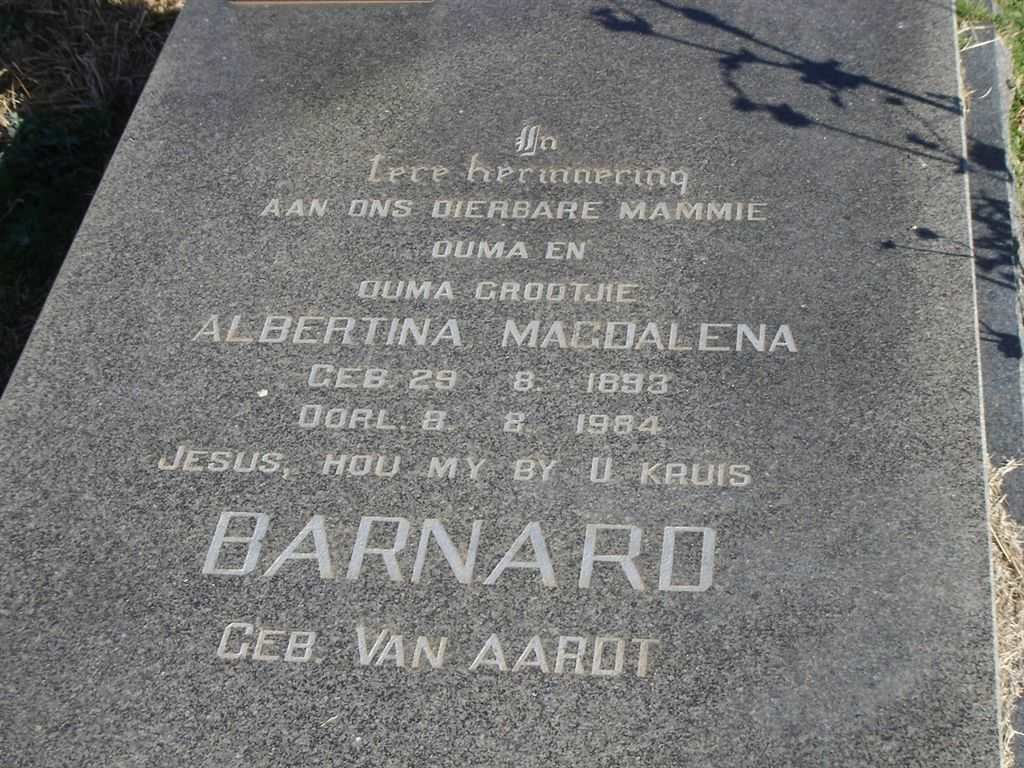 In
Tere herinnering
AAN ONS DIERBARE MAMMIE
OUMA EN
OUMA GROOTJIE
ALBERTINA MAGDALENA
GEB. 29 8. 1893
OORL. 8. 8. 1984
JESUS, HOU MY BY U KRUIS
BARNARD
GEB. VAN AARDT